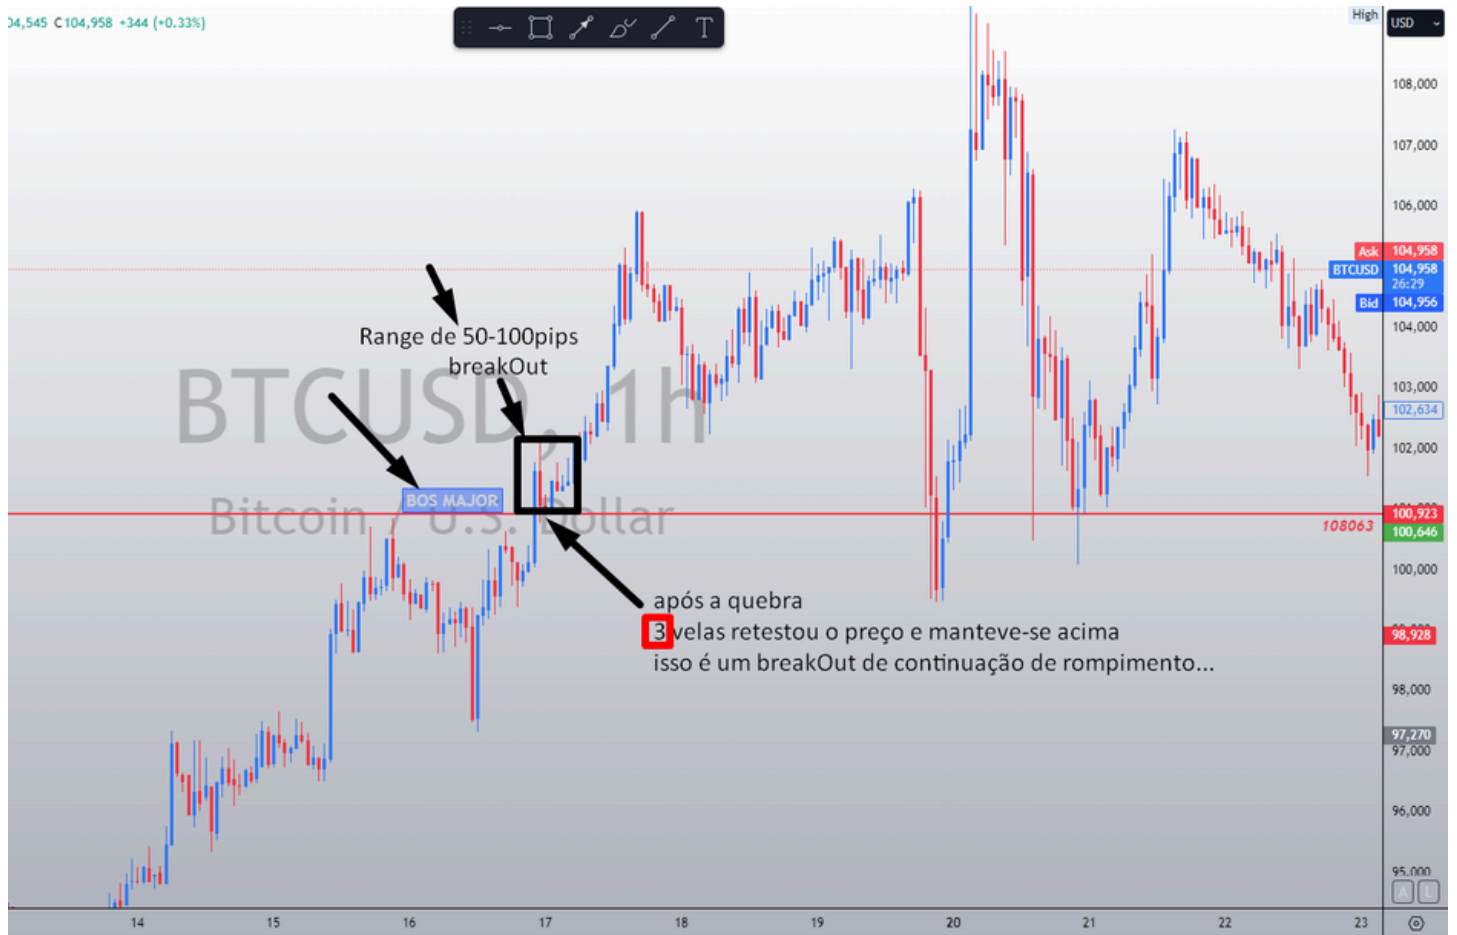 04,545 C104,958 +344 (+0.33%)
T
High
USD
108,000
107,000
106,000
Ask 104,958
BTCUSD 104,958
26:29
Bid 104,956
104,000
103,000
102,634
102,000
100,923
108063
100,646
100,000
98,928
98,000
97,270
97,000
96,000
95,000
A L
Range de 50-100pips
breakOut
BTCUSD, 1h
BOS MAJOR
Bitcoin / U.S. Dollar
após a quebra
3 velas retestou o preço e manteve-se acima
isso é um breakOut de continuação de rompimento...
14 15 16 17 18 19 20 21 22 23